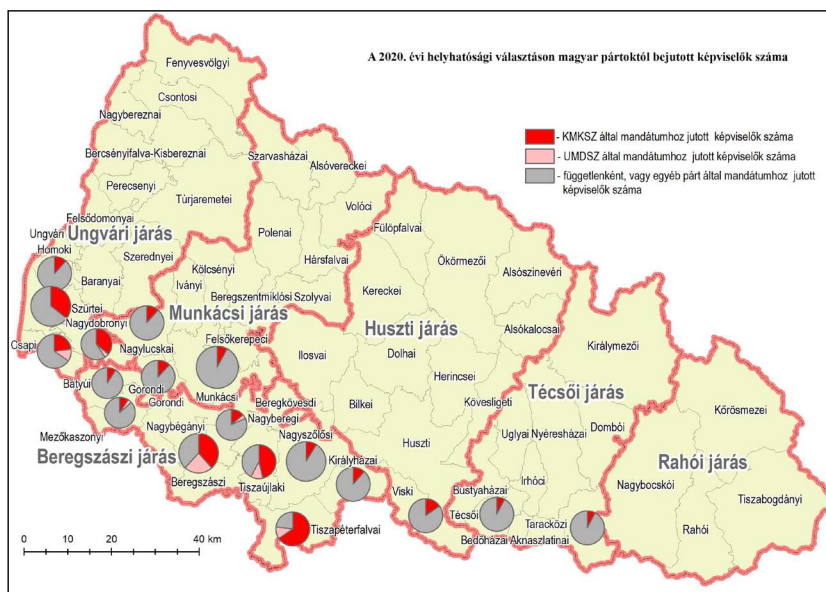 A 2020. évi helyhatósági választáson magyar pártoktól bejutott képviselők száma
- KMKSZ által mandátumhoz jutott képviselők száma
- UMDSZ által mandátumhoz jutott képviselők száma
- függetlenként, vagy egyéb párt által mandátumhoz jutott
képviselők száma
Fenyvesvölgyi
Csontosi
Nagybereznai
Bercsényifalva-Kisbereznai
Perecsenyi
Túrjaremetei
Szarvasházai
Alsóvereckei
Volóci
Felsődomonyai
Ungvári
Ungvári járás
Homoki
Szerednyei
Baranyai
Polenai
Hársfalvai
Fülöpfalvai
Ökörmezői
Alsószinevéri
Kölcsényi
Iványi
Beregszentmiklósi
Szolyvai
Kereckei
Szürtei
Munkácsi járás
Alsókalocsai
Nagydobronyi
Huszti járás
Királymezői
Csapi
Nagylucskai
Felsőkerepeci
Ilosvai
Dolhai
Bátyúi
Gorondi
Gorondi
Munkácsi
Beregkövesdi
Herincsei
Técsői járás
Bilkei
Kövesligeti
Kőrösmezei
Nagybégányi
Nagyberegi
Dombói
Mezőkaszonyi
Nagyszőlősi
Huszti
Uglyai
Nyéresházai
Beregszászi járás
Királyházai
Rahói járás
Beregszászi
Tiszaújlaki
Irhóci
Nagybocskói
Viski
Bustyaházai
Tiszabogdányi
Técsői
Taracközi
Tiszapéterfalvai
Bedőházai
Aknaszlatinai
Rahói
0 10 20 40 km